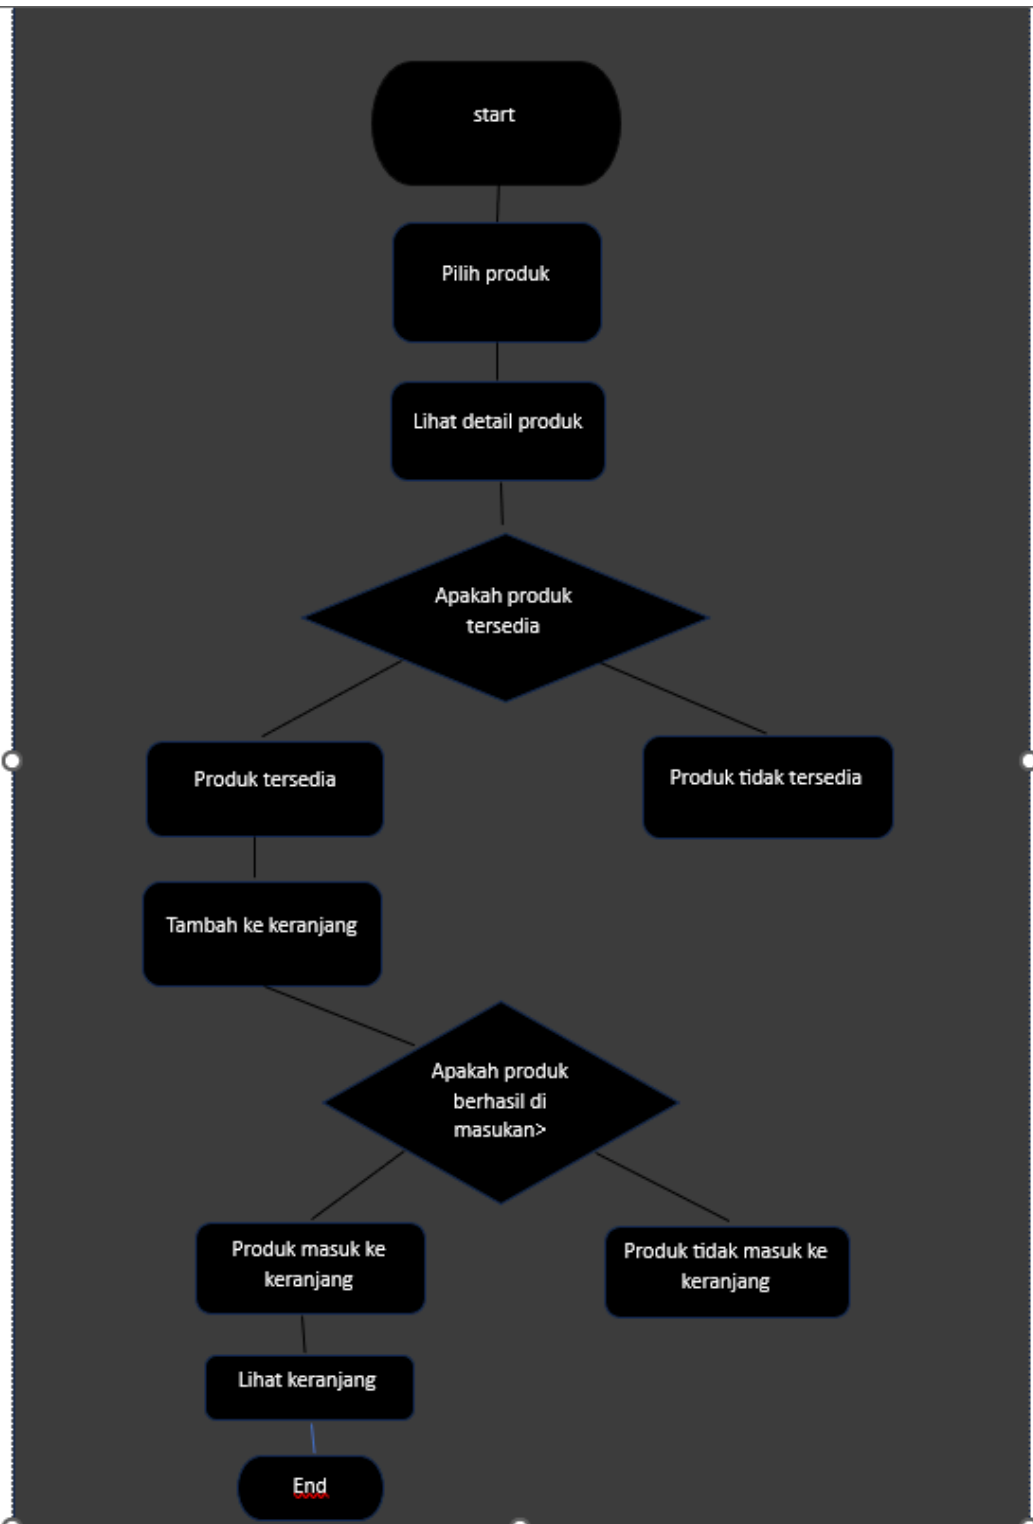 start
Pilih produk
Lihat detail produk
Apakah produk
tersedia
Produk tersedia
Produk tidak tersedia
Tambah ke keranjang
Apakah produk
berhasil di
masukan>
Produk masuk ke
keranjang
Produk tidak masuk ke
keranjang
Lihat keranjang
End